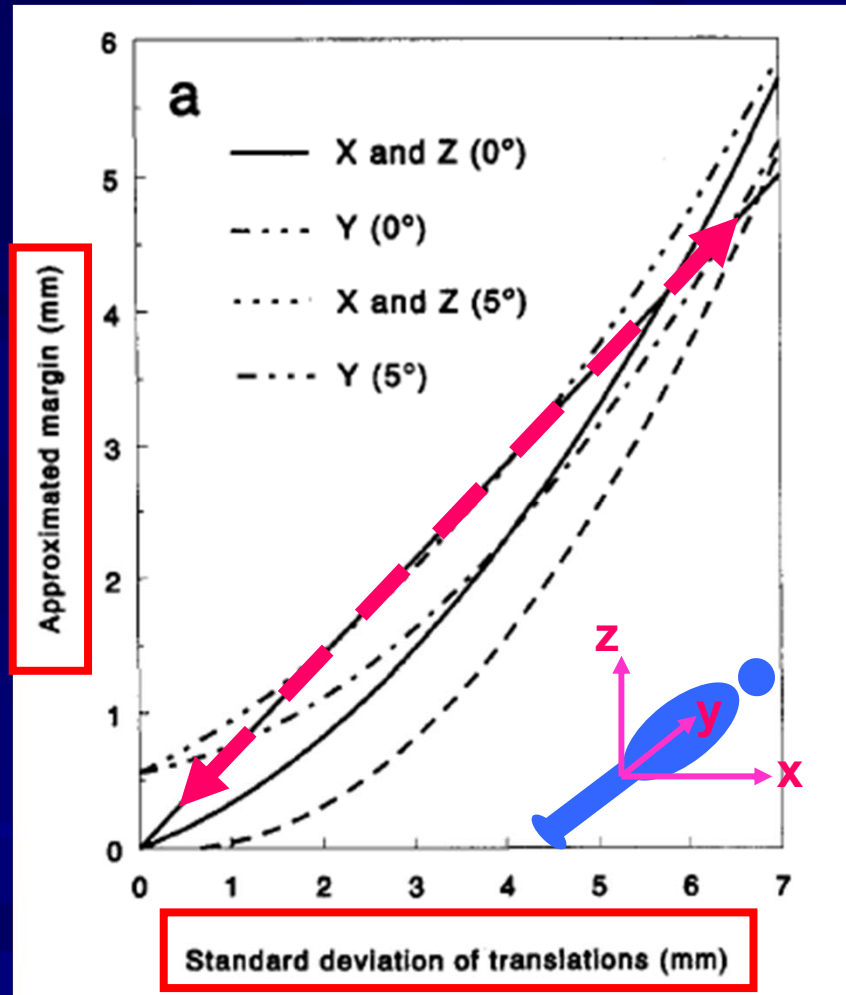 6
a
X and Z (0°)
5
Y (0°)
X and Z (5°)
4
Y (5°)
Approximated margin (mm)
3
2
z
y
1
x
0
0 1 2 3 4 5 6 7
Standard deviation of translations (mm)